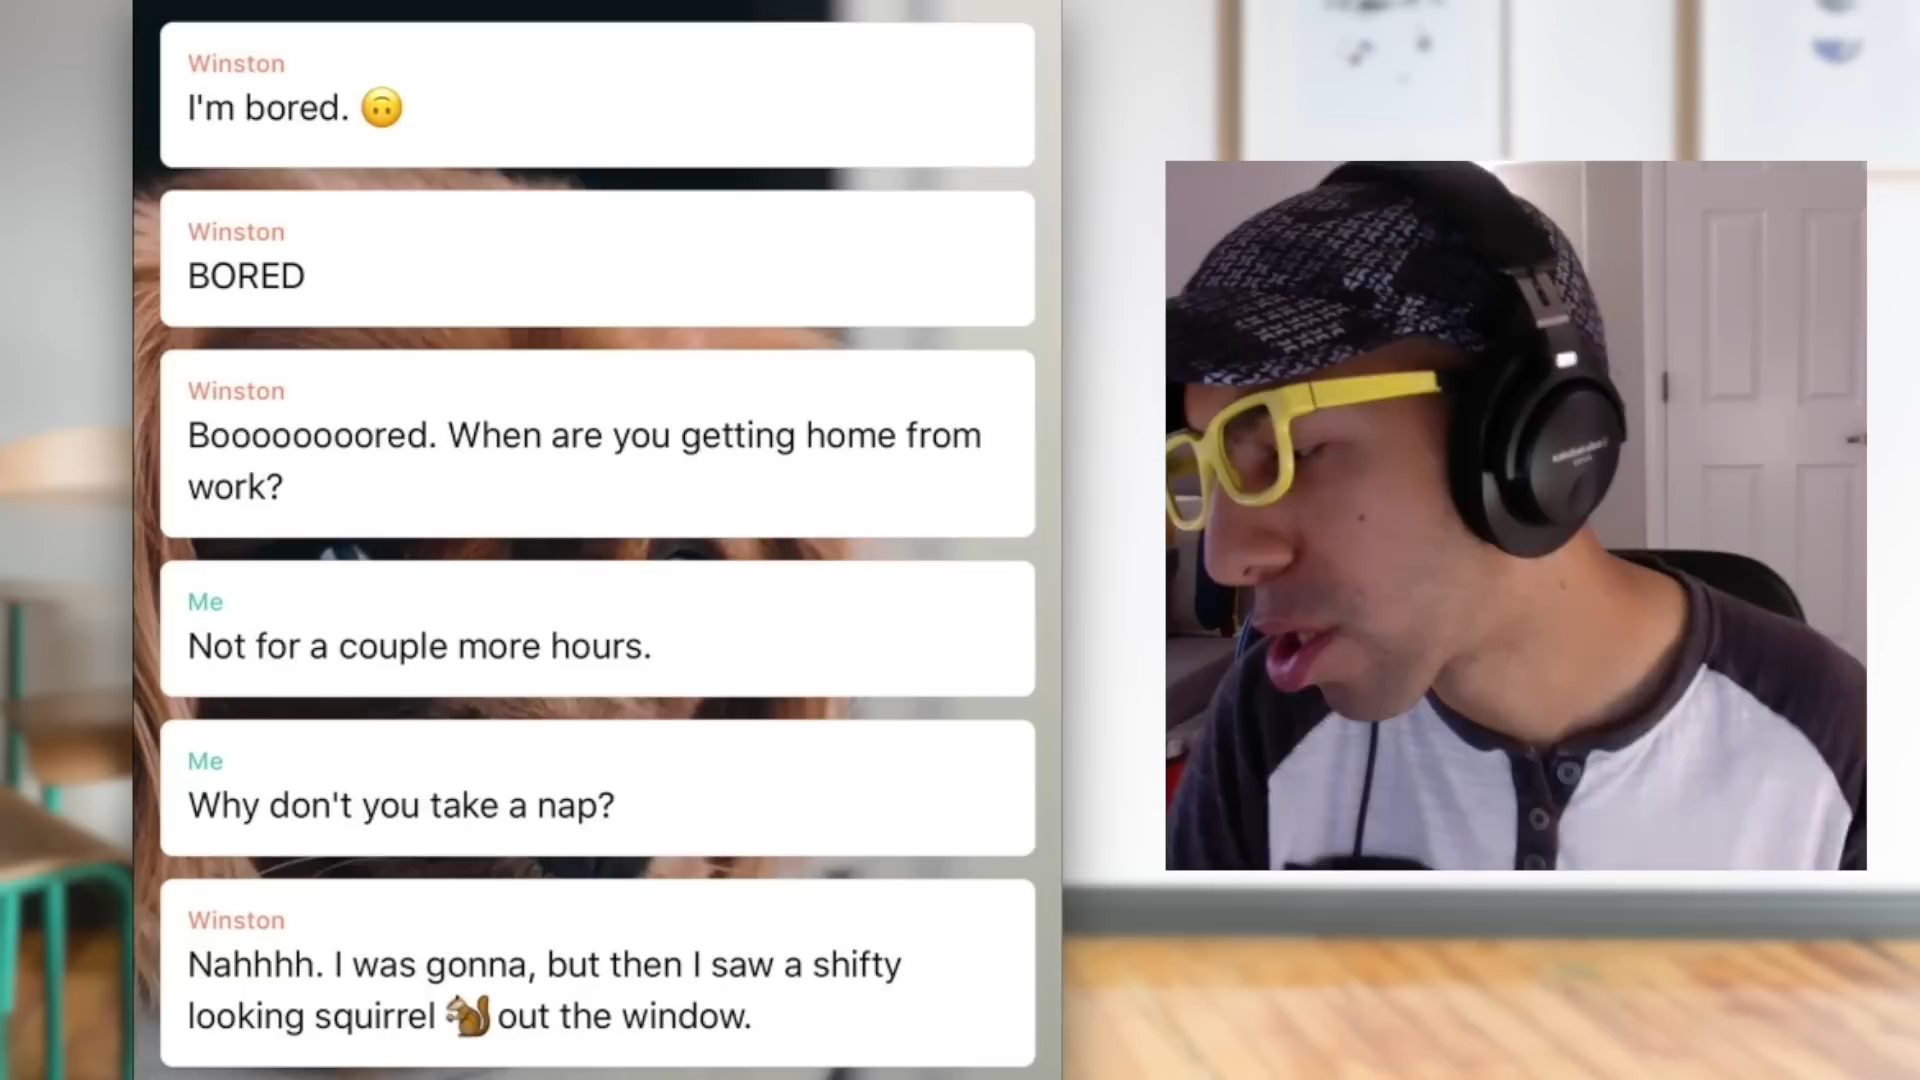 Winston
I'm bored. 🙃
Winston
BORED
Winston
Booooooooored. When are you getting home from
work?
Me
Not for a couple more hours.
Me
Why don't you take a nap?
Winston
Nahhhh. I was gonna, but then I saw a shifty
looking squirrel 🐿️ out the window.